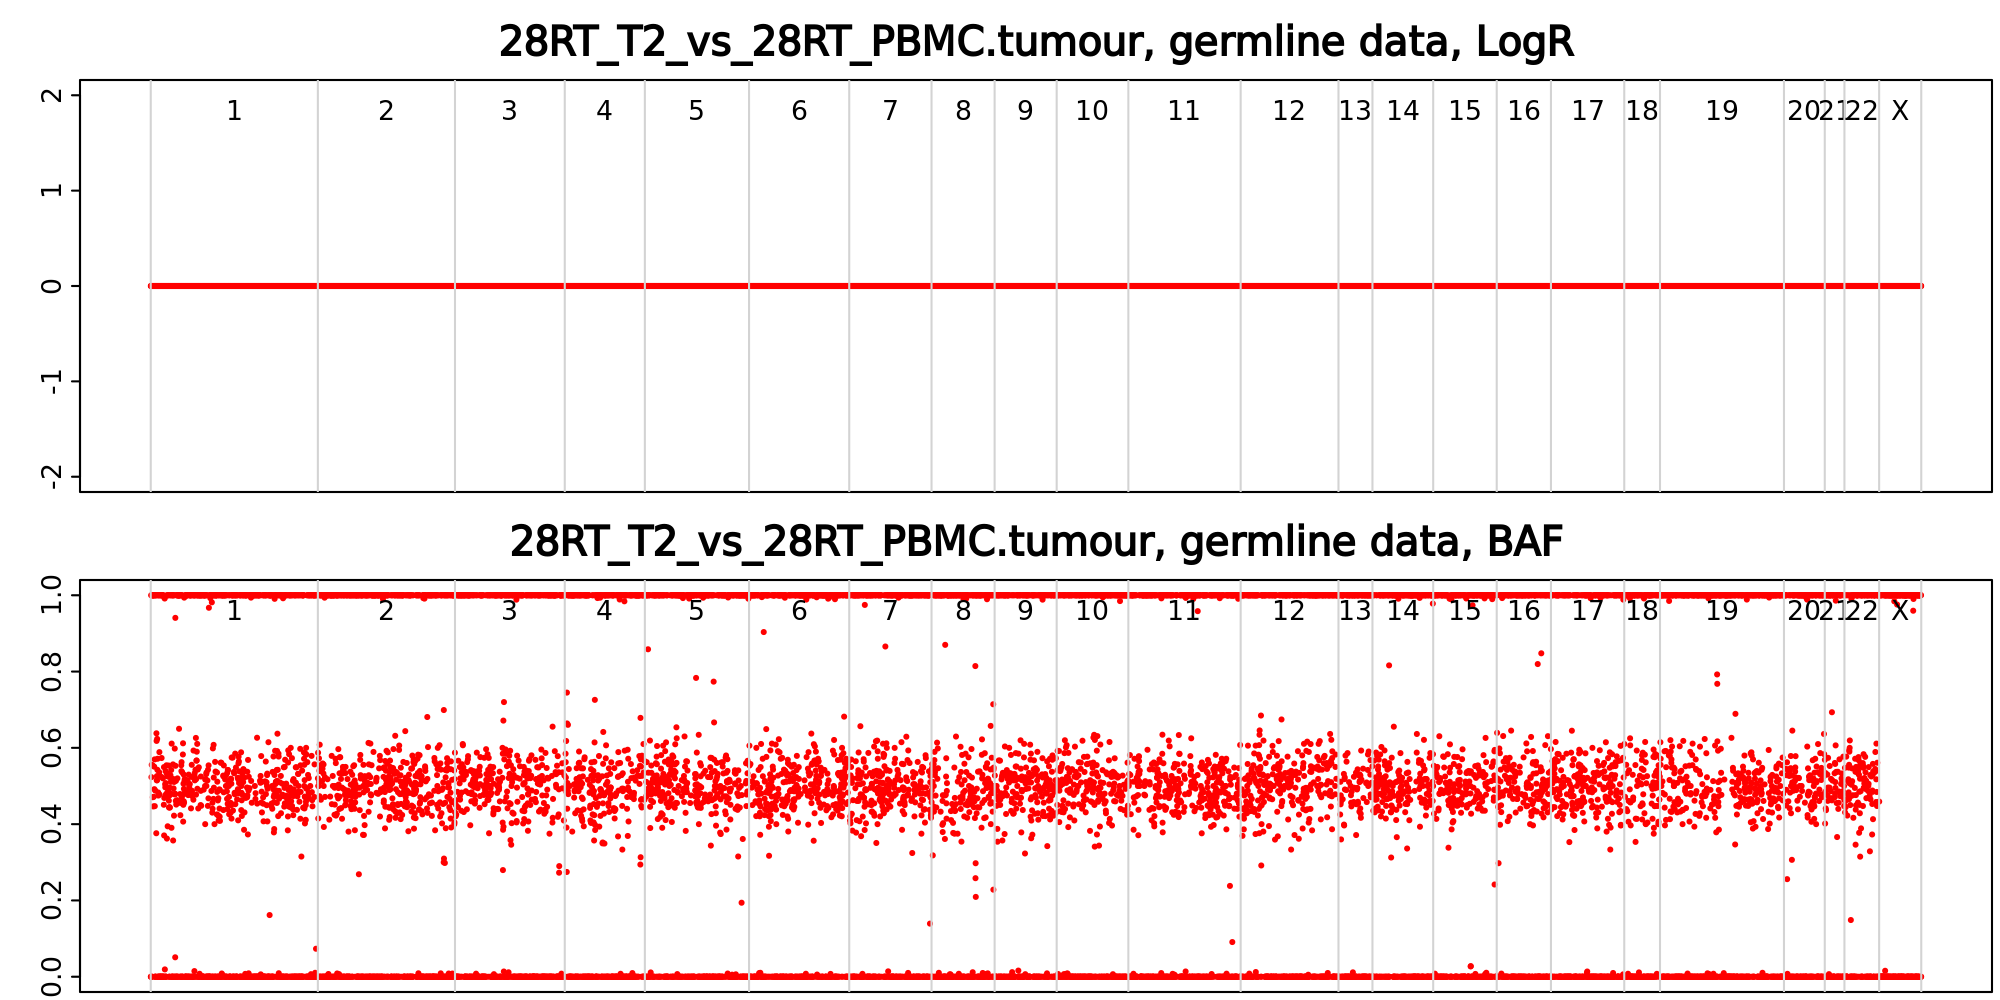 28RT_T2_vs_28RT_PBMC.tumour, germline data, LogR
2
1
0
-1
-2
1 2 3 4 5 6 7 8 9 10 11 12 13 14 15 16 17 18 19 20 21 22 X
28RT_T2_vs_28RT_PBMC.tumour, germline data, BAF
1.0
0.8
0.6
0.4
0.2
0.0
1 2 3 4 5 6 7 8 9 10 11 12 13 14 15 16 17 18 19 20 21 22 X